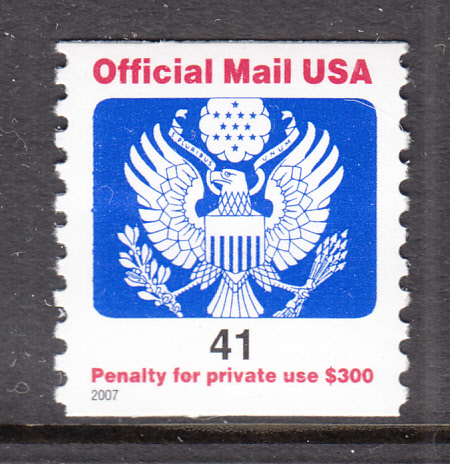 Official Mail USA
E PLURIBUS UNUM
41
Penalty for private use $300
2007